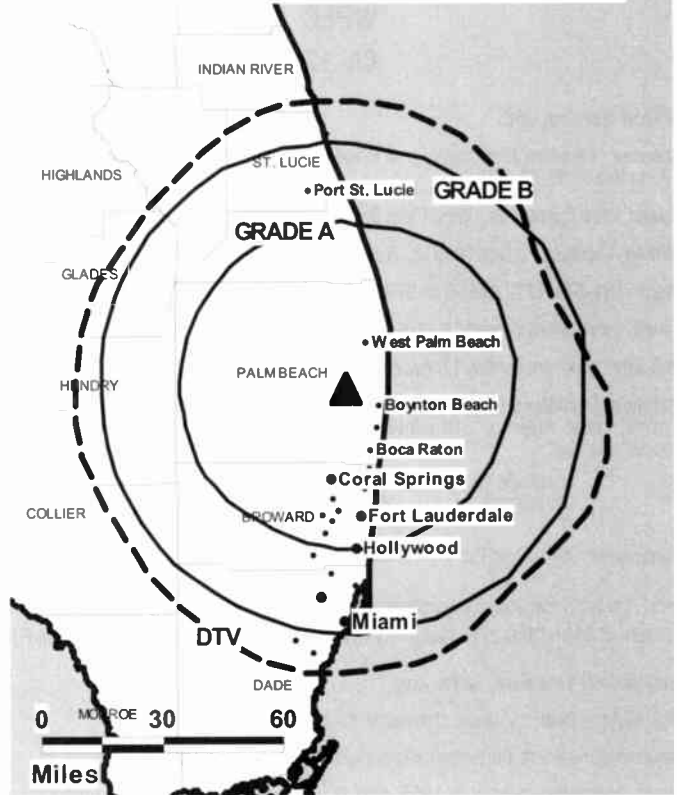 INDIAN RIVER
ST. LUCIE
HIGHLANDS
Port St. Lucie
GRADE B
GRADE A
GLADES
West Palm Beach
PALM BEACH
HENDRY
Boynton Beach
Boca Raton
Coral Springs
COLLIER
BROWARD
Fort Lauderdale
Hollywood
Miami
DTV
DADE
0 MONROE 30 60
Miles